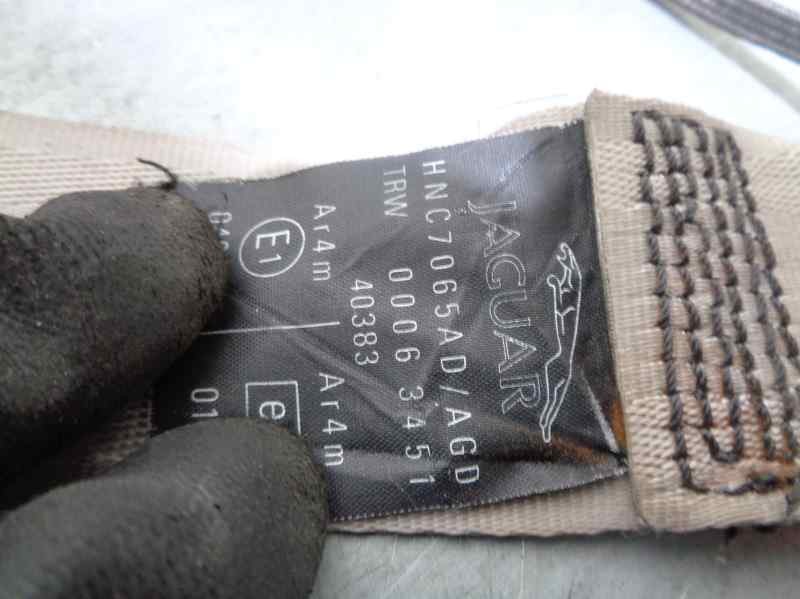 JAGUAR
HNC7065AD/AGD
TRW 0006 3451
40383
Ar4m Ar4m
E1 e
01